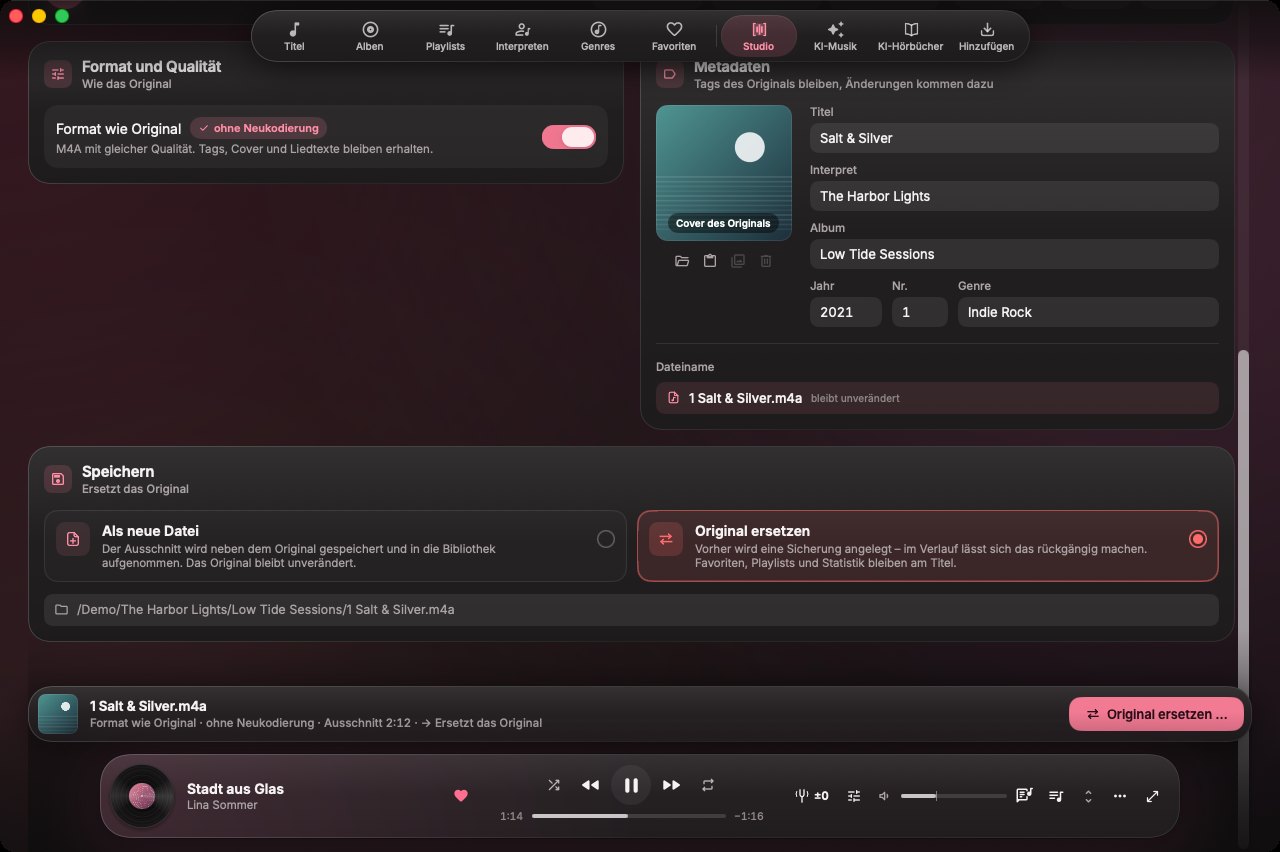 Titel
Alben
Playlists
Interpreten
Genres
Favoriten
Studio
KI-Musik
KI-Hörbücher
Hinzufügen
Format und Qualität
Wie das Original
Format wie Original
ohne Neukodierung
M4A mit gleicher Qualität. Tags, Cover und Liedtexte bleiben erhalten.
Metadaten
Tags des Originals bleiben, Änderungen kommen dazu
Cover des Originals
Titel
Salt & Silver
Interpret
The Harbor Lights
Album
Low Tide Sessions
Jahr
Nr.
Genre
2021
1
Indie Rock
Dateiname
1 Salt & Silver.m4a
bleibt unverändert
Speichern
Ersetzt das Original
Als neue Datei
Der Ausschnitt wird neben dem Original gespeichert und in die Bibliothek
aufgenommen. Das Original bleibt unverändert.
Original ersetzen
Vorher wird eine Sicherung angelegt – im Verlauf lässt sich das rückgängig machen.
Favoriten, Playlists und Statistik bleiben am Titel.
/Demo/The Harbor Lights/Low Tide Sessions/1 Salt & Silver.m4a
1 Salt & Silver.m4a
Format wie Original · ohne Neukodierung · Ausschnitt 2:12 · → Ersetzt das Original
Original ersetzen ...
Stadt aus Glas
Lina Sommer
1:14
−1:16
±0